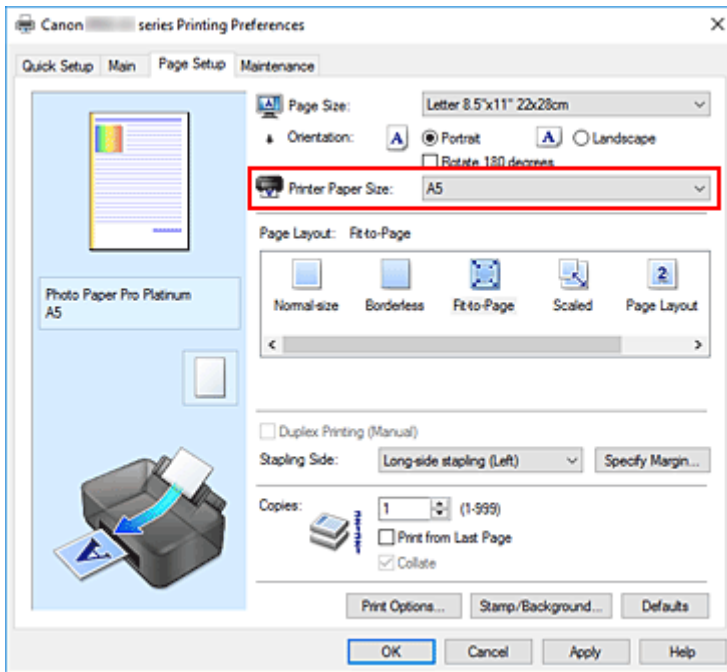 Canon series Printing Preferences
Quick Setup Main Page Setup Maintenance
Page Size: Letter 8.5"x11" 22x28cm
Orientation: A Portrait A Landscape
Rotate 180 degrees
Printer Paper Size: A5
Page Layout: Fit-to-Page
Normal-size Borderless Fit-to-Page Scaled 2 Page Layout
Photo Paper Pro Platinum
A5
Duplex Printing (Manual)
Stapling Side: Long-side stapling (Left) Specify Margin...
Copies: 1 (1-999)
Print from Last Page
Collate
A
Print Options... Stamp/Background... Defaults
OK Cancel Apply Help